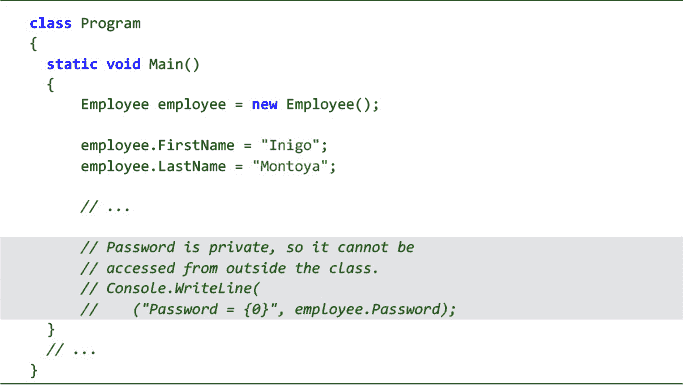 class Program
{
  static void Main()
  {
      Employee employee = new Employee();

      employee.FirstName = "Inigo";
      employee.LastName = "Montoya";

      // ...

      // Password is private, so it cannot be
      // accessed from outside the class.
      // Console.WriteLine(
      //    ("Password = {0}", employee.Password);
  }
  // ...
}